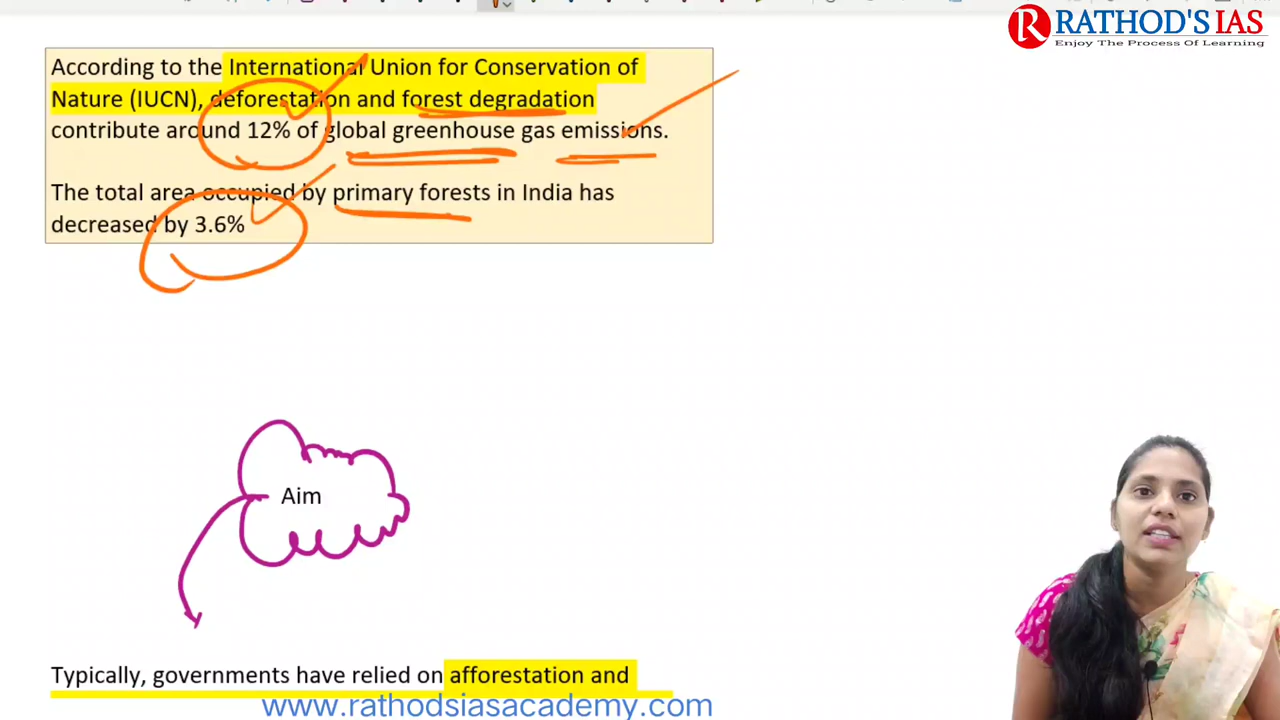 RATHOD'S IAS
Enjoy The Process Of Learning
According to the International Union for Conservation of
Nature (IUCN), deforestation and forest degradation
contribute around 12% of global greenhouse gas emissions.
The total area occupied by primary forests in India has
decreased by 3.6%
Aim
Typically, governments have relied on afforestation and
www.rathodsiasacademy.com